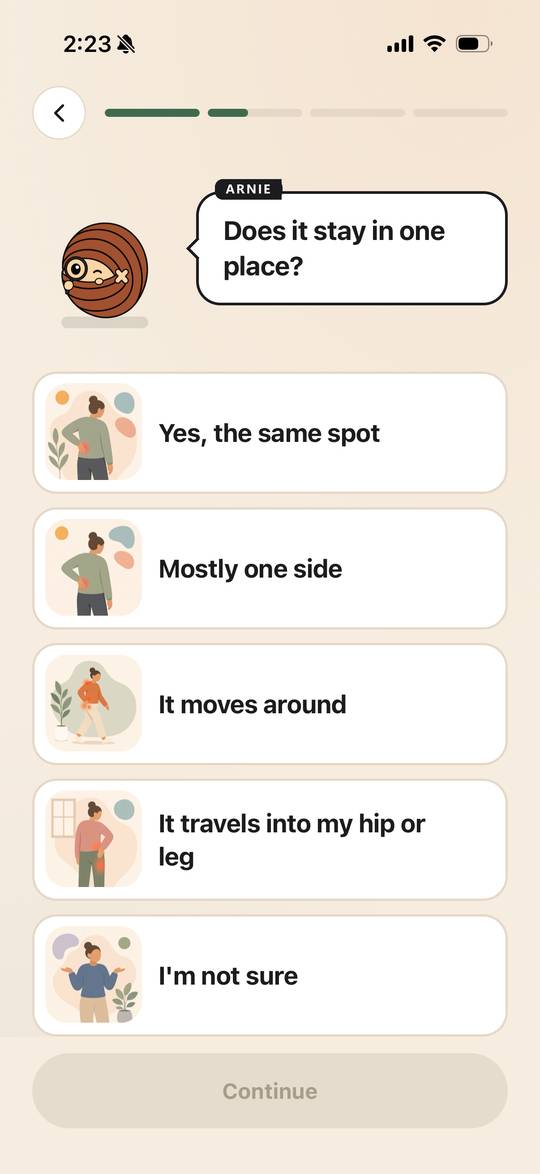 2:23
ARNIE
Does it stay in one
place?
Yes, the same spot
Mostly one side
It moves around
It travels into my hip or
leg
I'm not sure
Continue